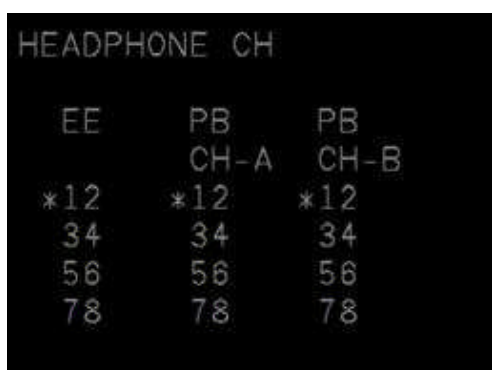 HEADPHONE CH
EE PB PB
CH-A CH-B
*12 *12 *12
34 34 34
56 56 56
78 78 78